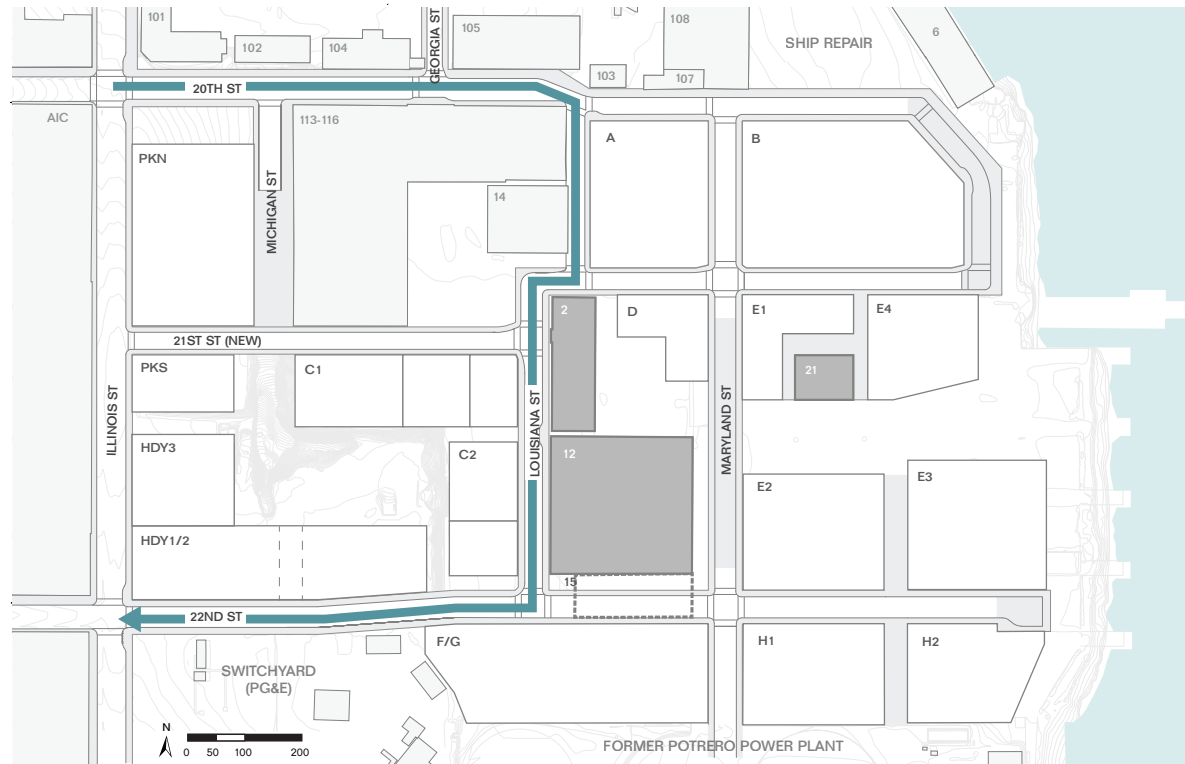 101
102
104
GEORGIA ST
105
108
103
107
SHIP REPAIR
6
20TH ST
AIC
113-116
PKN
MICHIGAN ST
14
A
B
2
D
E1
E4
21ST ST (NEW)
PKS
C1
21
ILLINOIS ST
LOUISIANA ST
MARYLAND ST
HDY3
C2
12
E2
E3
HDY1/2
15
22ND ST
F/G
H1
H2
SWITCHYARD
(PG&E)
N
0 50 100 200
FORMER POTRERO POWER PLANT